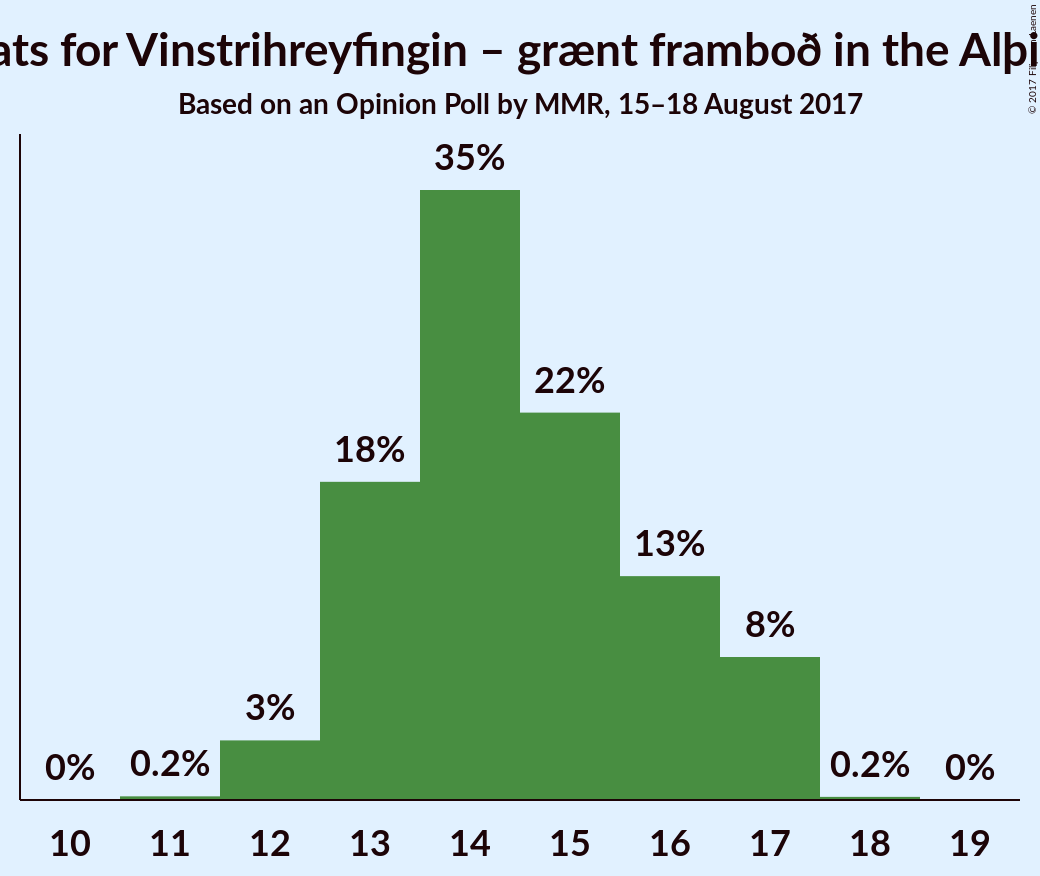 ats for Vinstrihreyfingin – grænt framboð in the Alþi
Based on an Opinion Poll by MMR, 15–18 August 2017
© 2017
35%
22%
18%
13%
8%
3%
0% 0.2% 0.2% 0%
10 11 12 13 14 15 16 17 18 19